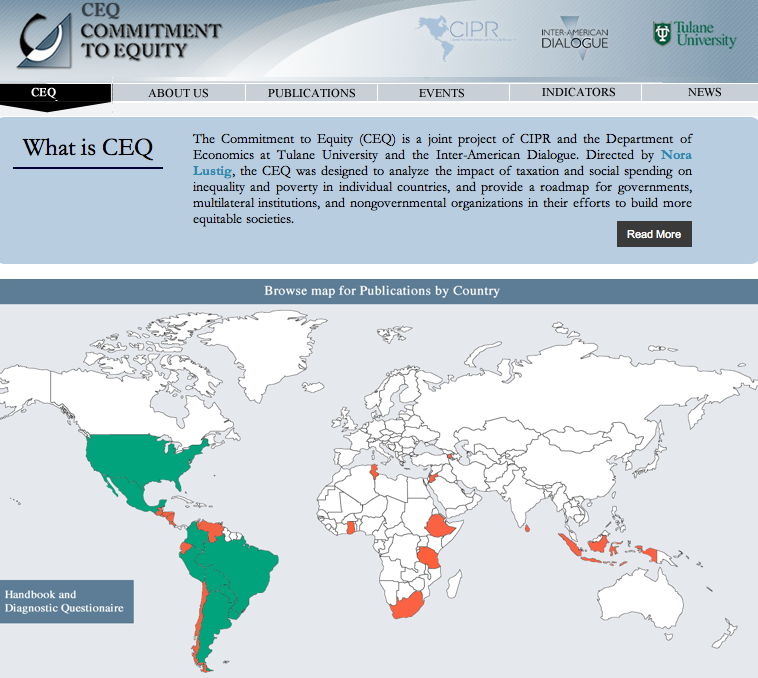 CEQ
COMMITMENT
TO EQUITY
CIPR
INTER-AMERICAN
DIALOGUE
Tulane
University
CEQ
ABOUT US
PUBLICATIONS
EVENTS
INDICATORS
NEWS
What is CEQ
The Commitment to Equity (CEQ) is a joint project of CIPR and the Department of
Economics at Tulane University and the Inter-American Dialogue. Directed by Nora
Lustig, the CEQ was designed to analyze the impact of taxation and social spending on
inequality and poverty in individual countries, and provide a roadmap for governments,
multilateral institutions, and nongovernmental organizations in their efforts to build more
equitable societies.
Read More
Browse map for Publications by Country
Handbook and
Diagnostic Questionaire